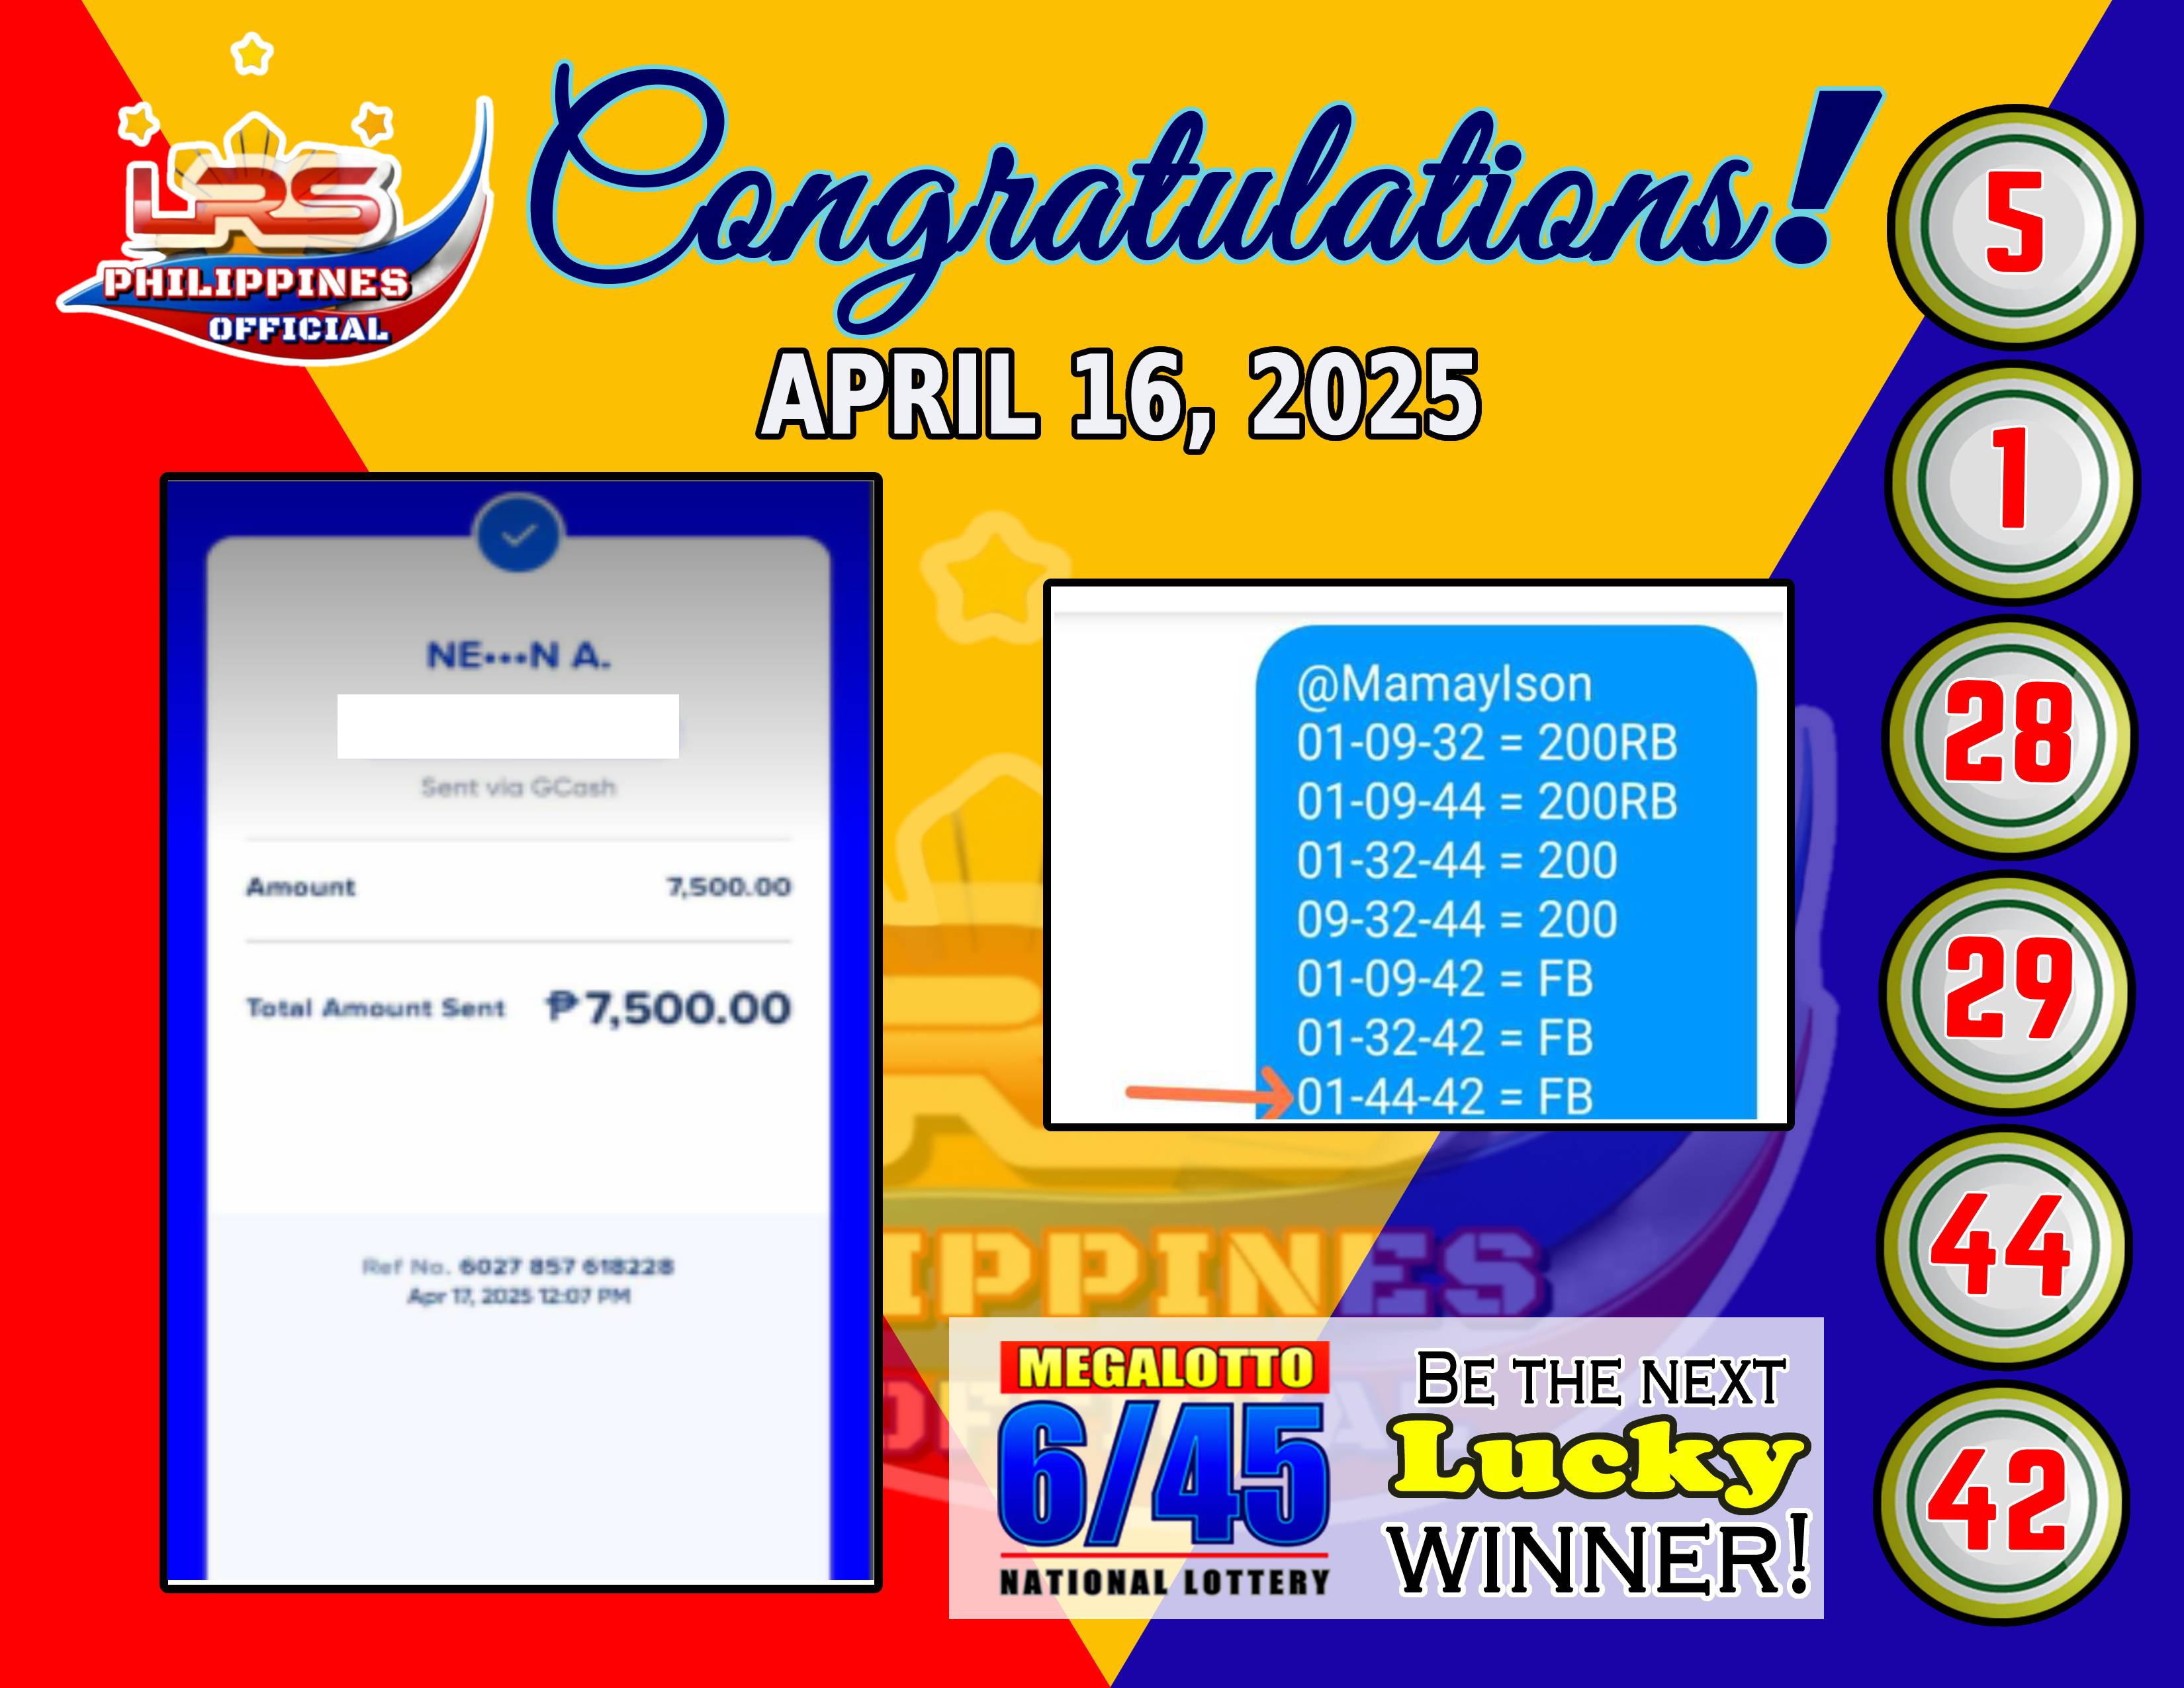 LRS
PHILIPPINES
OFFICIAL
Congratulations!
APRIL 16, 2025
NE•••N A.
Sent via GCash
Amount 7,500.00
Total Amount Sent ₱7,500.00
Ref No. 6027 857 618228
Apr 17, 2025 12:07 PM
@MamayIson
01-09-32 = 200RB
01-09-44 = 200RB
01-32-44 = 200
09-32-44 = 200
01-09-42 = FB
01-32-42 = FB
01-44-42 = FB
IPPINES
MEGALOTTO
6/45
NATIONAL LOTTERY
BE THE NEXT
Lucky
WINNER!
5
1
28
29
44
42